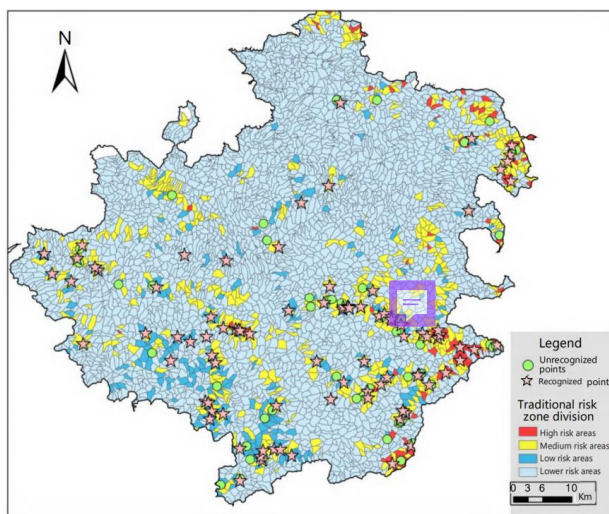 N
Legend
Unrecognized
points
Recognized point
Traditional risk
zone division
High risk areas
Medium risk areas
Low risk areas
Lower risk areas
0 3 6 10
Km